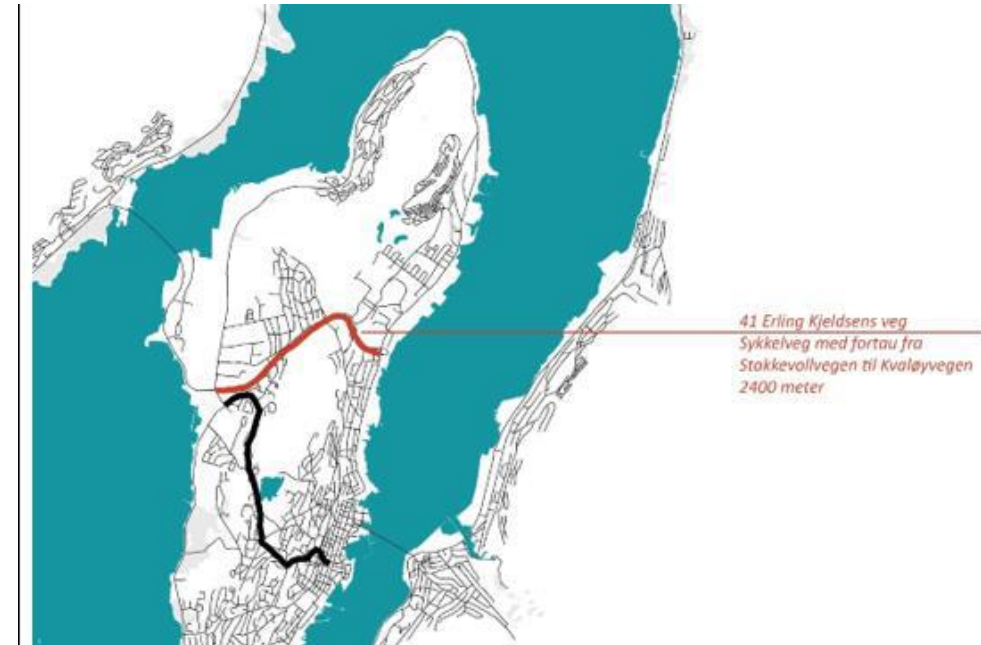 41 Erling Kjeldsens veg
Sykkelveg med fortau fra
Stakkevollvegen til Kvaløyvegen
2400 meter